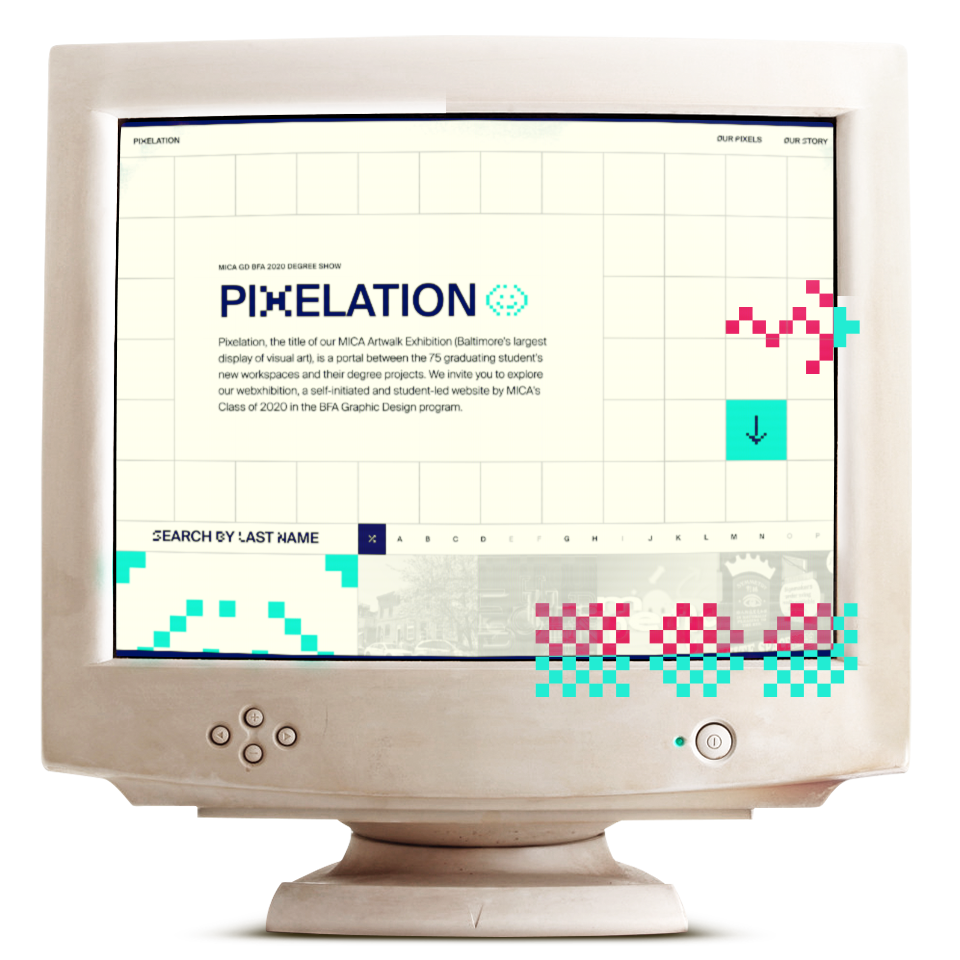 PIXELATION
OUR PIXELS OUR STORY
MICA GD BFA 2020 DEGREE SHOW
PIXELATION
Pixelation, the title of our MICA Artwalk Exhibition (Baltimore's largest
display of visual art), is a portal between the 75 graduating student's
new workspaces and their degree projects. We invite you to explore
our webxhibition, a self-initiated and student-led website by MICA's
Class of 2020 in the BFA Graphic Design program.
SEARCH BY LAST NAME A B C D E F G H I J K L M N O P